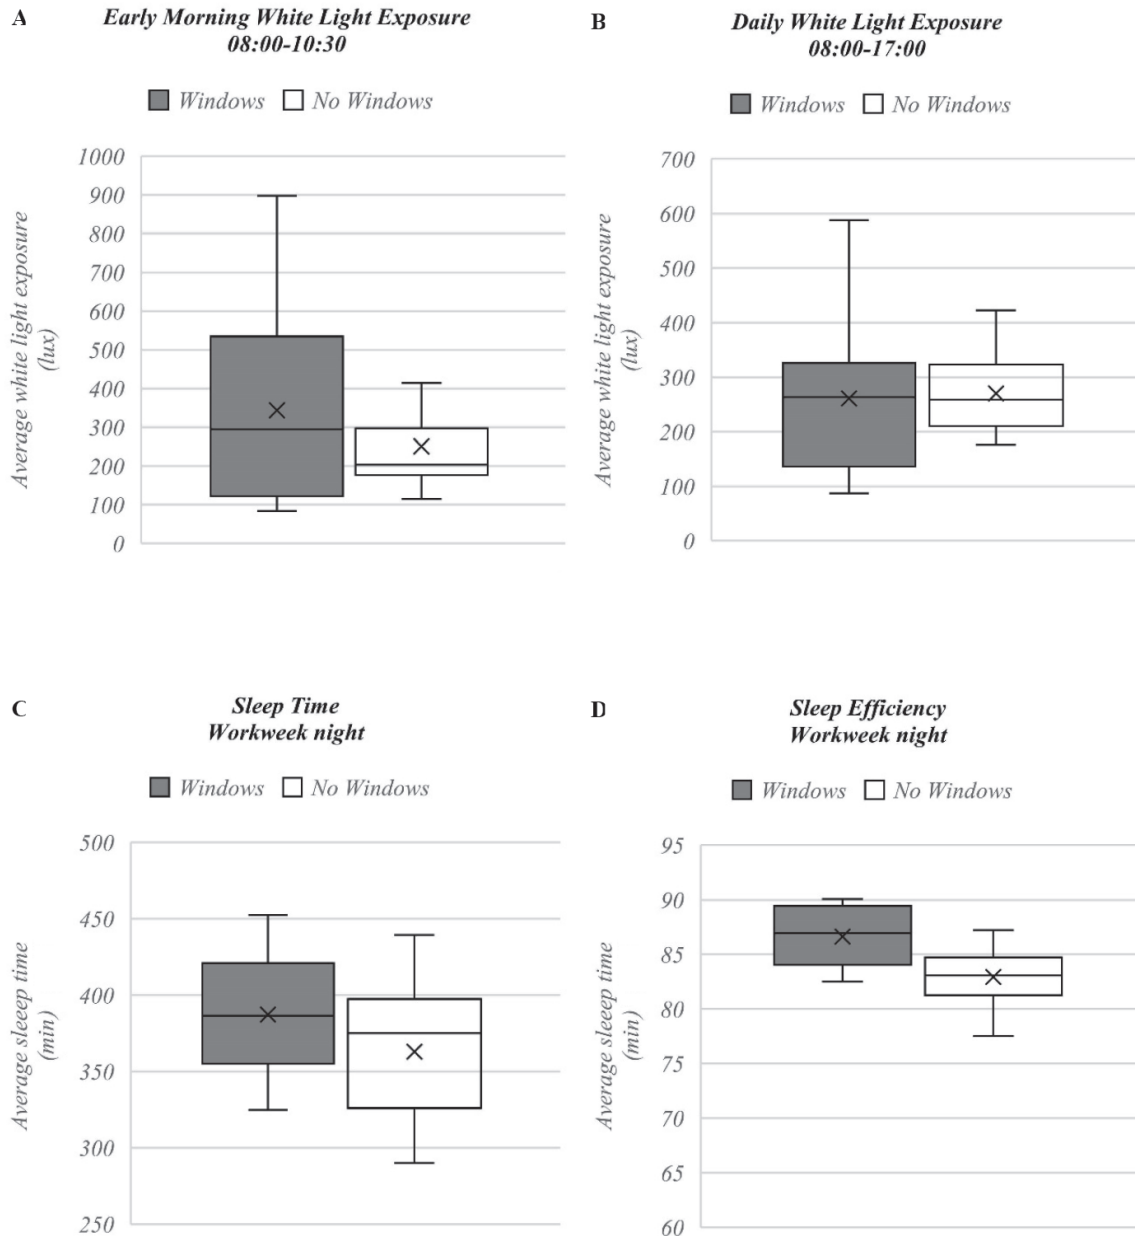 A
Early Morning White Light Exposure
08:00-10:30
Windows No Windows
Average white light exposure
(lux)
1000
900
800
700
600
500
400
300
200
100
0
B
Daily White Light Exposure
08:00-17:00
Windows No Windows
Average white light exposure
(lux)
700
600
500
400
300
200
100
0
C
Sleep Time
Workweek night
Windows No Windows
Average sleeep time
(min)
500
450
400
350
300
250
D
Sleep Efficiency
Workweek night
Windows No Windows
Average sleeep time
(min)
95
90
85
80
75
70
65
60